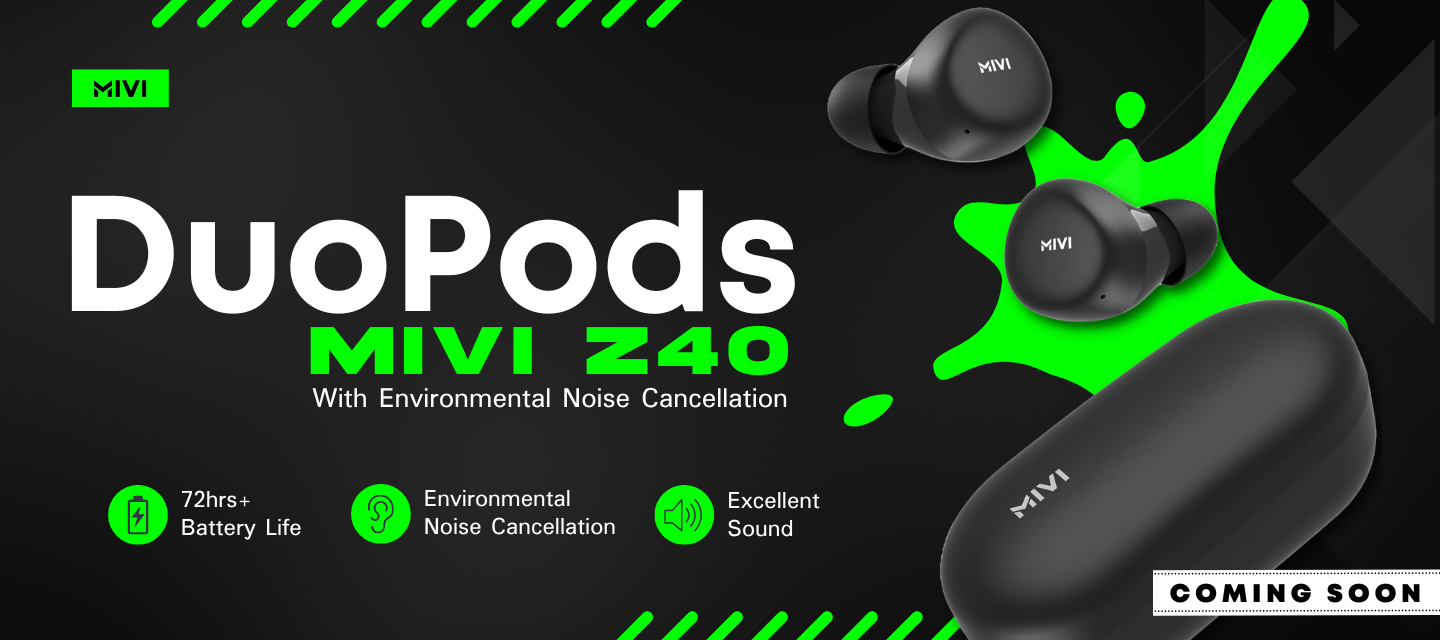 MIVI
DuoPods
MIVI Z40
With Environmental Noise Cancellation
72hrs+
Battery Life
Environmental
Noise Cancellation
Excellent
Sound
MIVI
MIVI
MIVI
COMING SOON